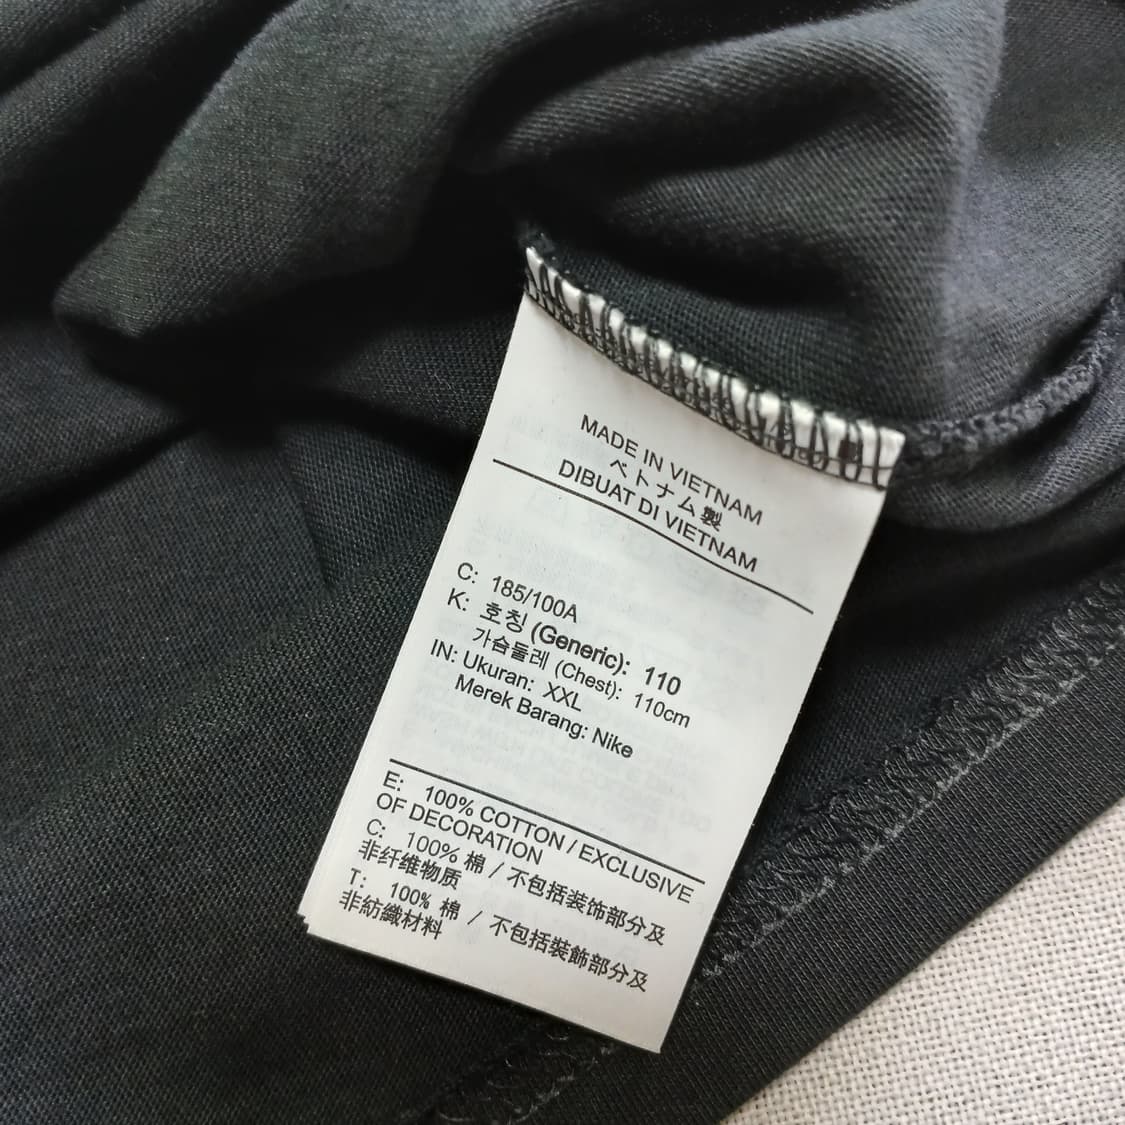 MADE IN VIETNAM
ベトナム製
DIBUAT DI VIETNAM
C: 185/100A
K: 호칭 (Generic): 110
가슴둘레 (Chest): 110cm
IN: Ukuran: XXL
Merek Barang: Nike
E: 100% COTTON / EXCLUSIVE
OF DECORATION
C: 100% 棉 / 不包括装饰部分及
非纤维物质
T: 100% 棉 / 不包括裝飾部分及
非紡織材料